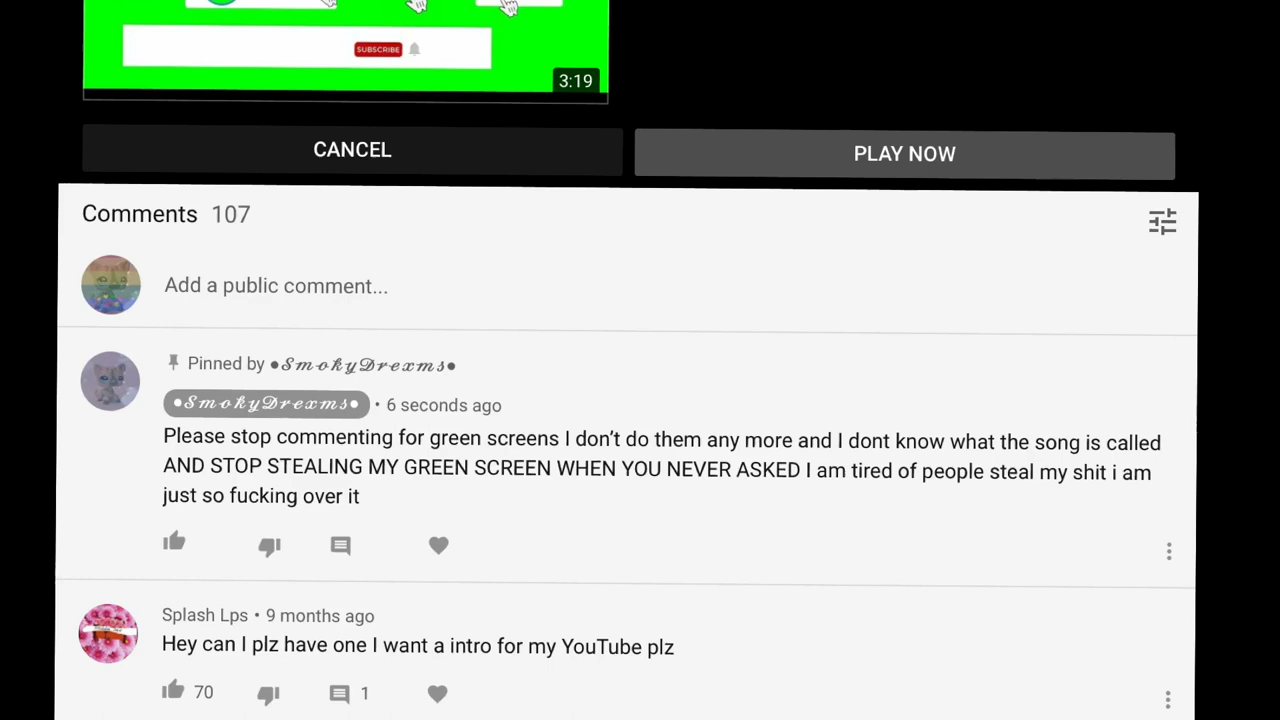 SUBSCRIBE
3:19
CANCEL
PLAY NOW
Comments 107
Add a public comment...
Pinned by •𝓢𝓶𝓸𝓴𝔂𝓓𝓻𝓮𝔁𝓶𝓼•
•𝓢𝓶𝓸𝓴𝔂𝓓𝓻𝓮𝔁𝓶𝓼• • 6 seconds ago
Please stop commenting for green screens I don’t do them any more and I dont know what the song is called
AND STOP STEALING MY GREEN SCREEN WHEN YOU NEVER ASKED I am tired of people steal my shit i am
just so fucking over it
Splash Lps • 9 months ago
Hey can I plz have one I want a intro for my YouTube plz
70
1